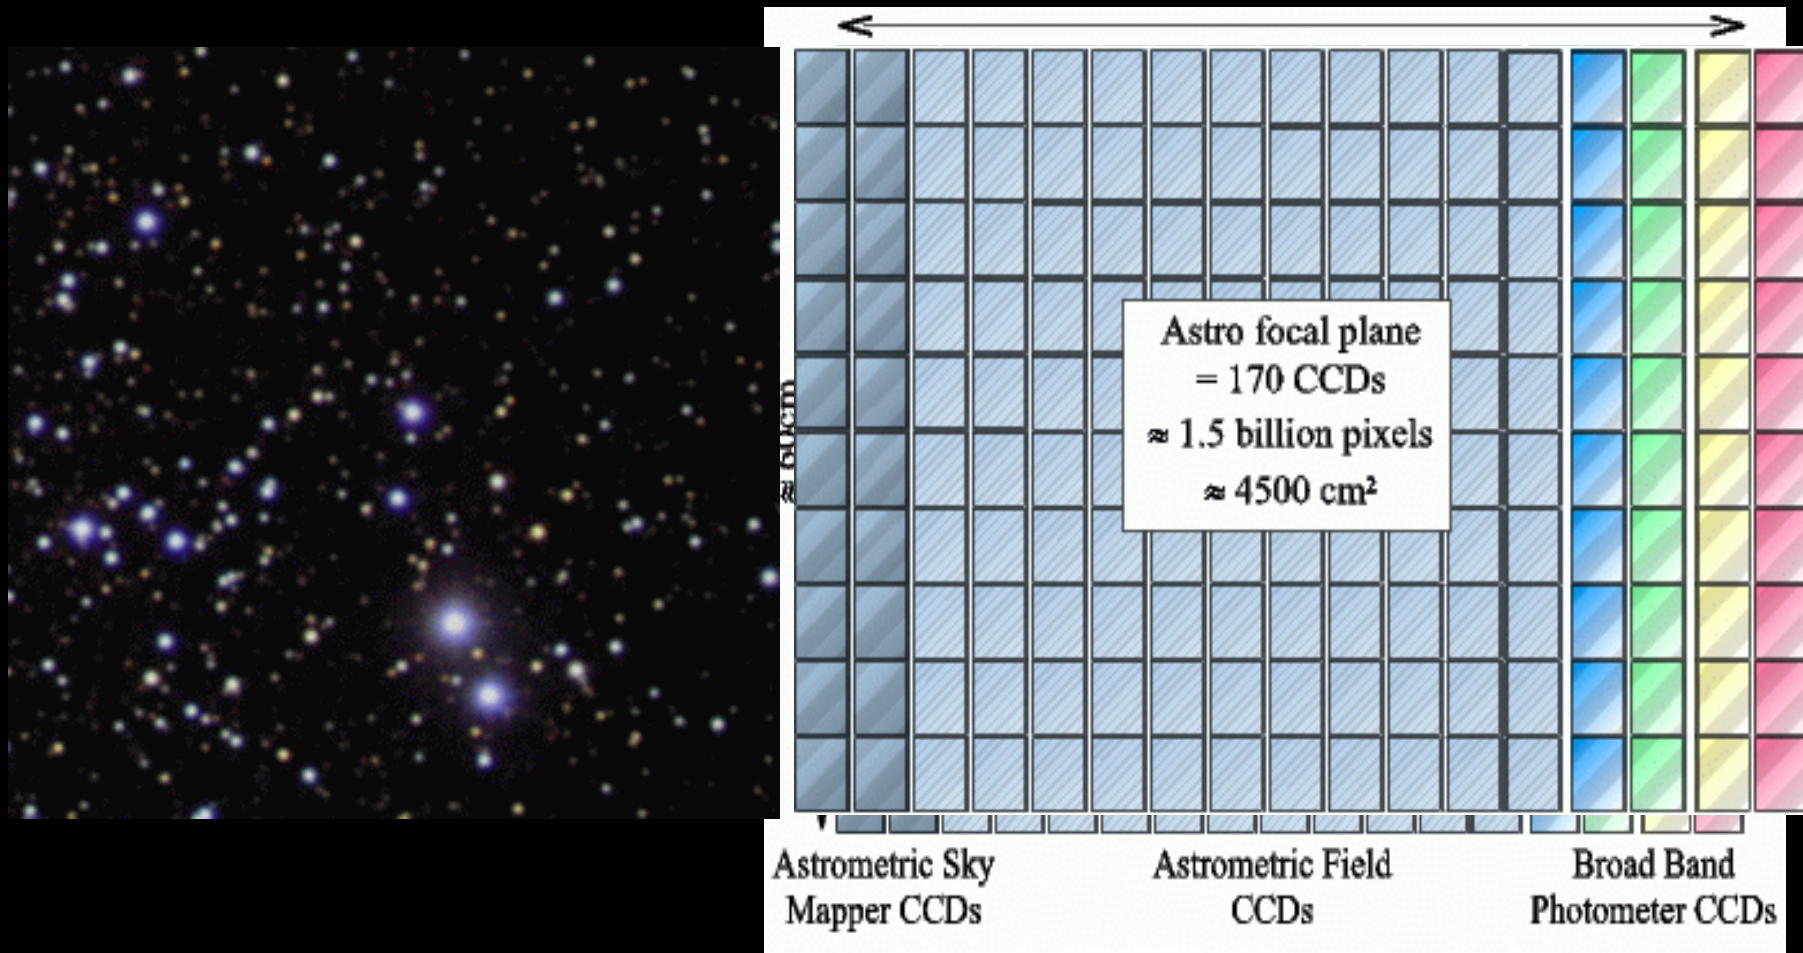 Astro focal plane
= 170 CCDs
≈ 1.5 billion pixels
≈ 4500 cm²
≈ 60cm
Astrometric Sky
Mapper CCDs
Astrometric Field
CCDs
Broad Band
Photometer CCDs